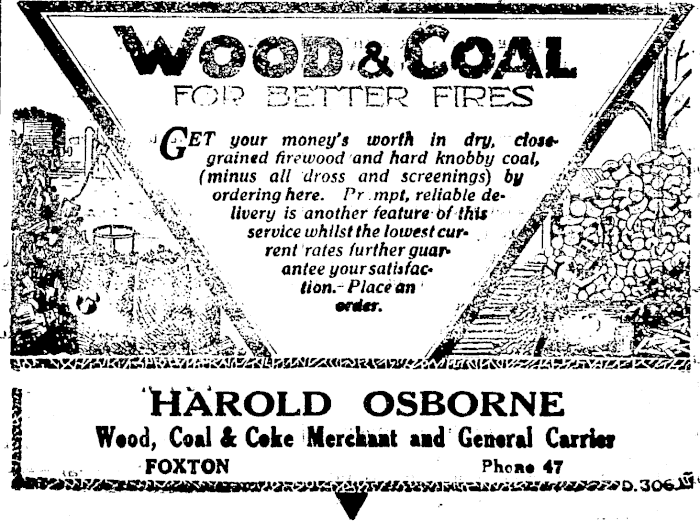 WOOD & COAL
FOR BETTER FIRES
GET your money's worth in dry, close-
grained firewood and hard knobby coal,
(minus all dross and screenings) by
ordering here. Pr mpt, reliable de-
livery is another feature of this
service whilst the lowest cur-
rent rates further guar-
antee your satisfac-
tion. Place an
order.
HAROLD OSBORNE
Wood, Coal & Coke Merchant and General Carrier
FOXTON Phone 47
D.306